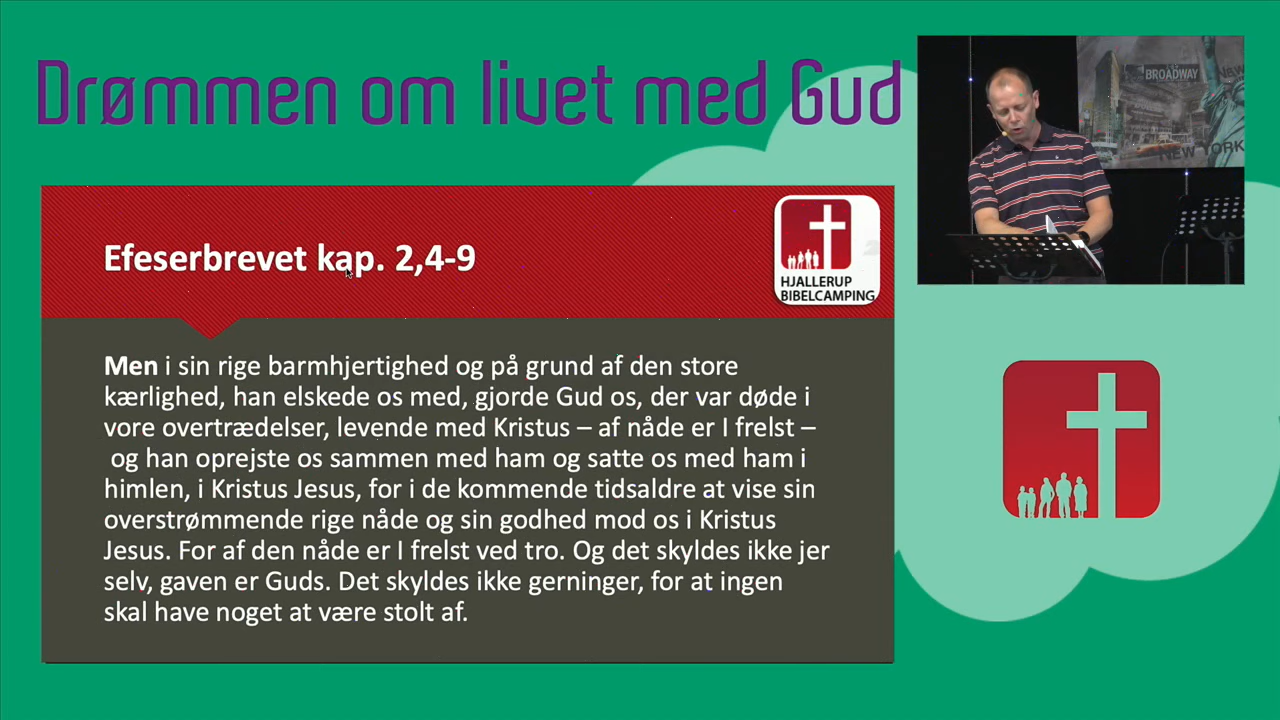 Drømmen om livet med Gud
BROADWAY
NEW
NEW YORK
Efeserbrevet kap. 2,4-9
HJALLERUP
BIBELCAMPING
Men i sin rige barmhjertighed og på grund af den store
kærlighed, han elskede os med, gjorde Gud os, der var døde i
vore overtrædelser, levende med Kristus – af nåde er I frelst –
og han oprejste os sammen med ham og satte os med ham i
himlen, i Kristus Jesus, for i de kommende tidsaldre at vise sin
overstrømmende rige nåde og sin godhed mod os i Kristus
Jesus. For af den nåde er I frelst ved tro. Og det skyldes ikke jer
selv, gaven er Guds. Det skyldes ikke gerninger, for at ingen
skal have noget at være stolt af.